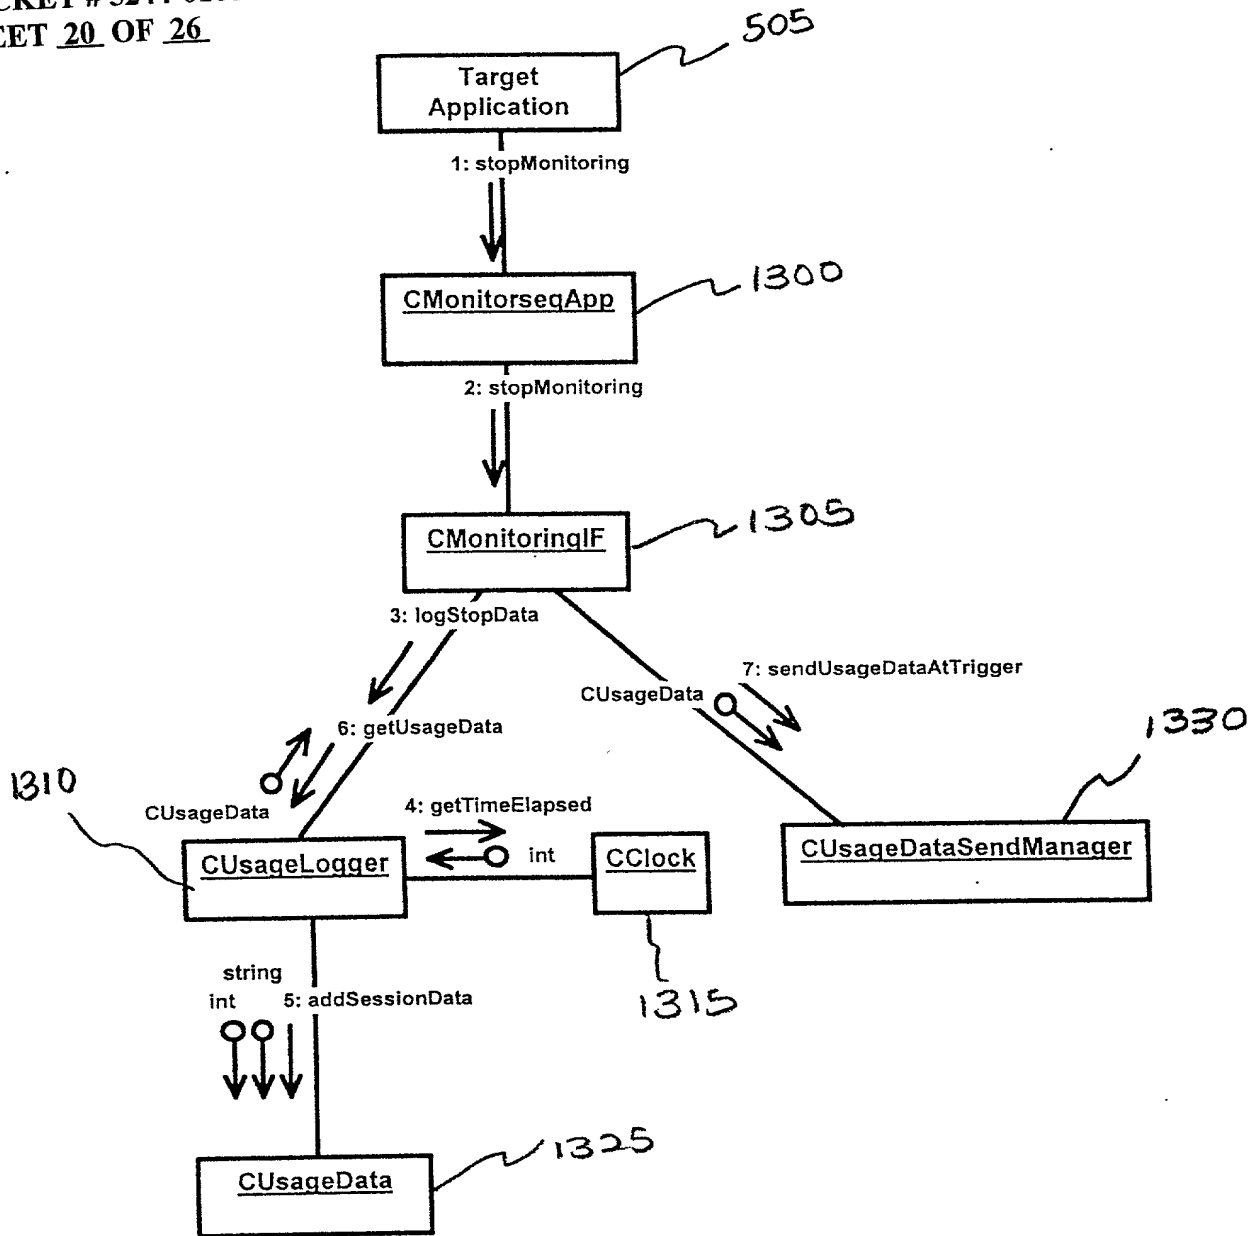 EET 20 OF 26
505
Target
Application
1: stopMonitoring
1300
CMonitorseqApp
2: stopMonitoring
1305
CMonitoringIF
3: logStopData
7: sendUsageDataAtTrigger
CUsageData
6: getUsageData
1330
1310
CUsageData
4: getTimeElapsed
int
CUsageLogger
CClock
CUsageDataSendManager
string
int
5: addSessionData
1315
1325
CUsageData